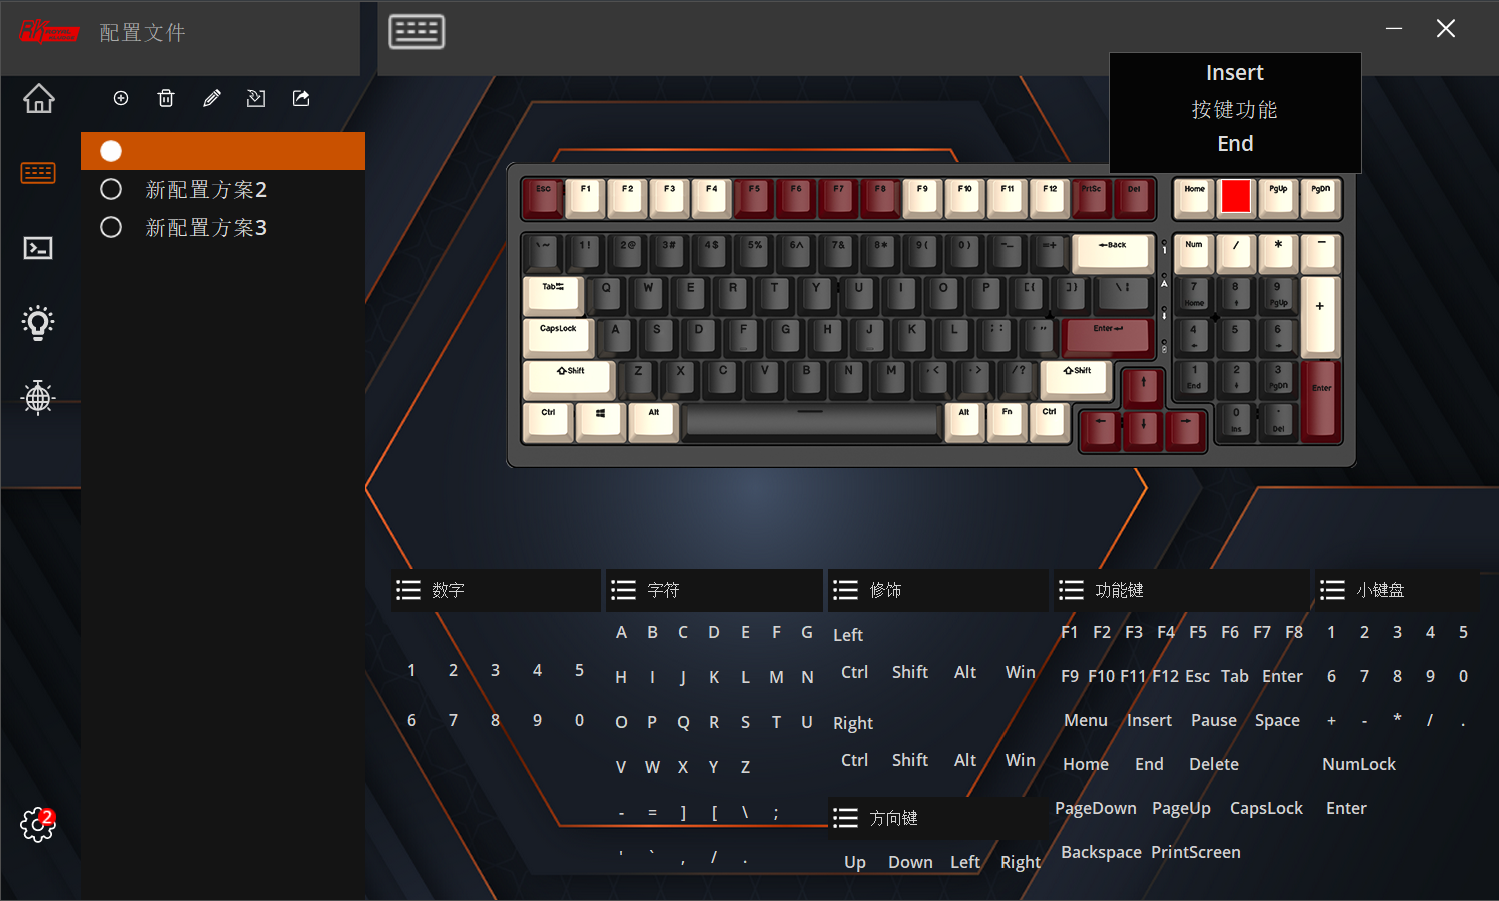 配置文件
Insert
按键功能
End
新配置方案2
新配置方案3
Esc F1 F2 F3 F4 F5 F6 F7 F8 F9 F10 F11 F12 PrtSc Del Home PgUp PgDn
`~ 1! 2@ 3# 4$ 5% 6^ 7& 8* 9( 0) -_ =+ ←Back Num / * -
Tab Q W E R T Y U I O P [{ ]} \¦ 7 Home 8 ↑ 9 PgUp +
CapsLock A S D F G H J K L ;: '" Enter 4 ← 5 6 →
Shift Z X C V B N M ,< .> /? Shift ↑ 1 End 2 ↓ 3 PgDn Enter
Ctrl Alt Alt Fn Ctrl ← ↓ → 0 Ins . Del
数字
1 2 3 4 5
6 7 8 9 0
字符
A B C D E F G
H I J K L M N
O P Q R S T U
V W X Y Z
- = ] [ \ ;
' ` , / .
修饰
Left
Ctrl Shift Alt Win
Right
Ctrl Shift Alt Win
方向键
Up Down Left Right
功能键
F1 F2 F3 F4 F5 F6 F7 F8
F9 F10 F11 F12 Esc Tab Enter
Menu Insert Pause Space
Home End Delete
PageDown PageUp CapsLock
Backspace PrintScreen
小键盘
1 2 3 4 5
6 7 8 9 0
+ - * / .
NumLock
Enter
2